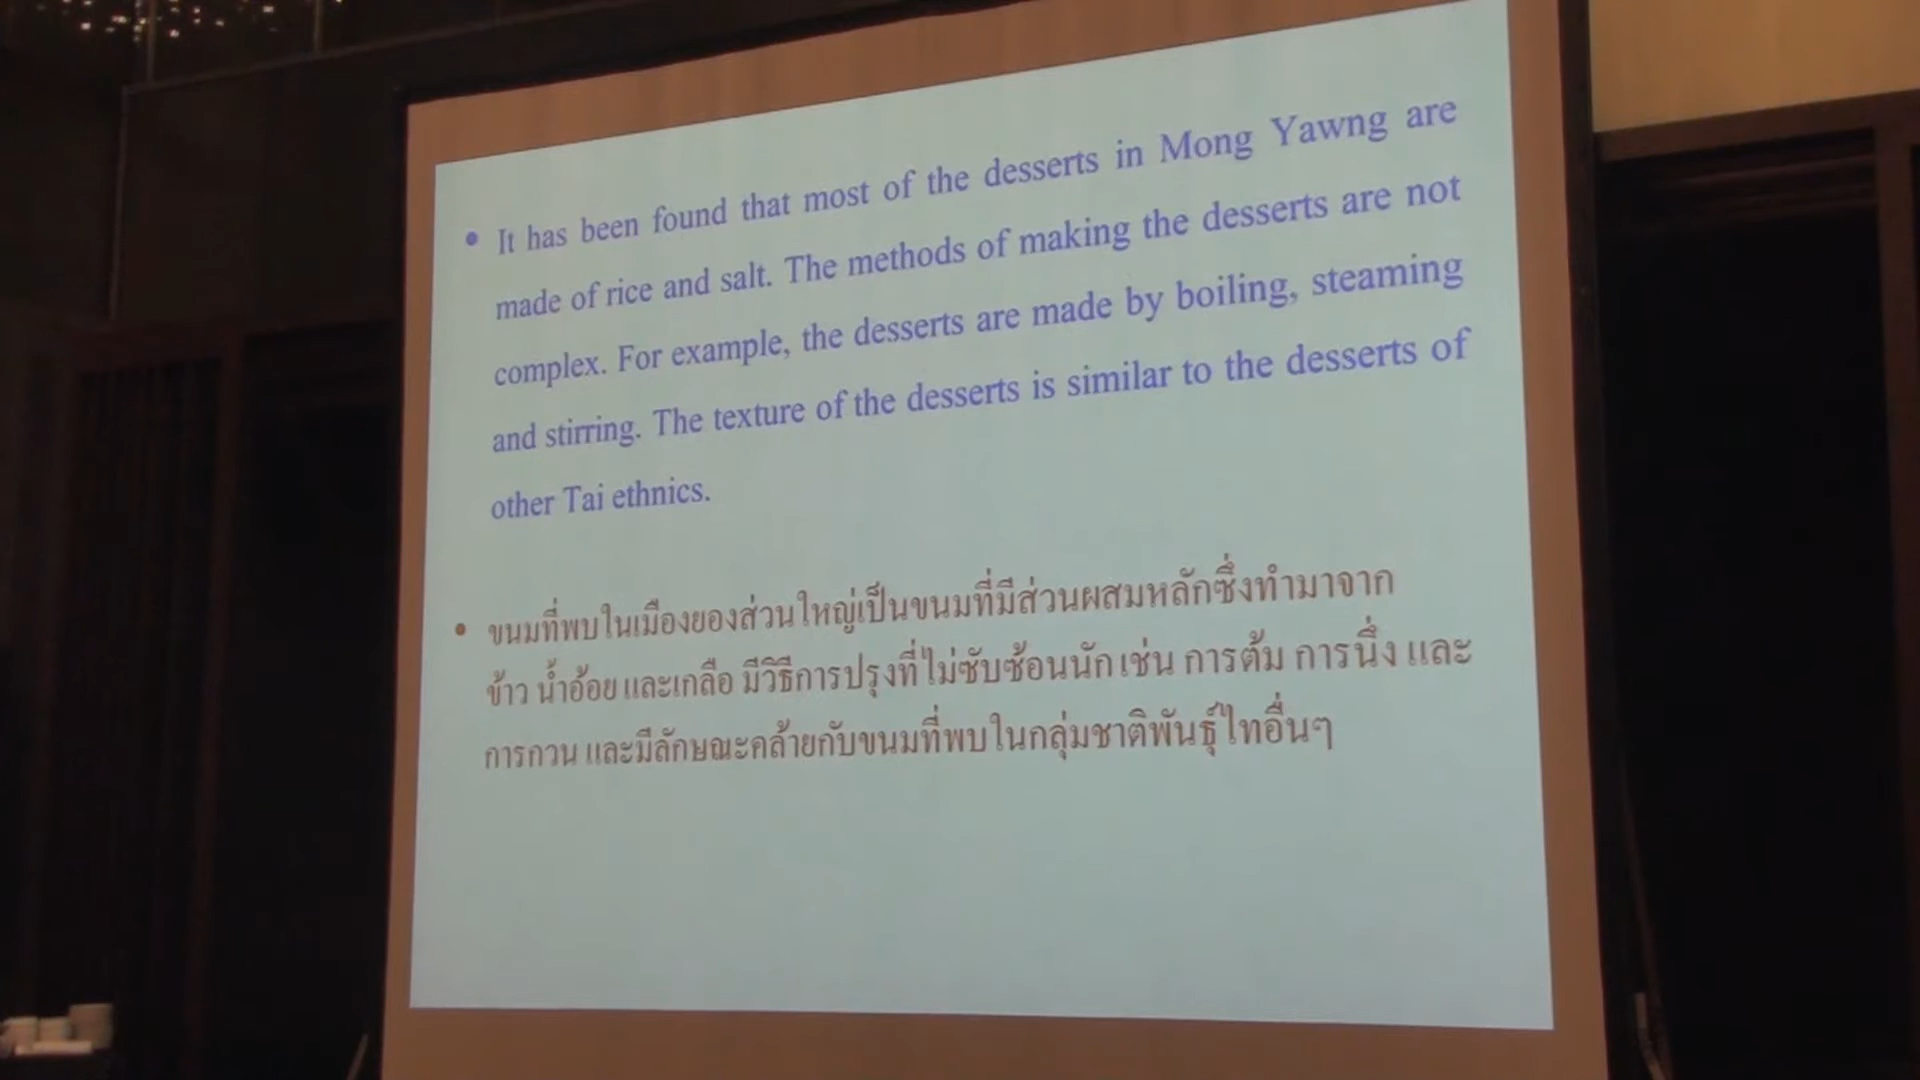 • It has been found that most of the desserts in Mong Yawng are
made of rice and salt. The methods of making the desserts are not
complex. For example, the desserts are made by boiling, steaming
and stirring. The texture of the desserts is similar to the desserts of
other Tai ethnics.
• ขนมที่พบในเมืองยองส่วนใหญ่เป็นขนมที่มีส่วนผสมหลักซึ่งทำมาจาก
ข้าว น้ำอ้อย และเกลือ มีวิธีการปรุงที่ไม่ซับซ้อนนัก เช่น การต้ม การนึ่ง และ
การกวน และมีลักษณะคล้ายกับขนมที่พบในกลุ่มชาติพันธุ์ไทอื่นๆ